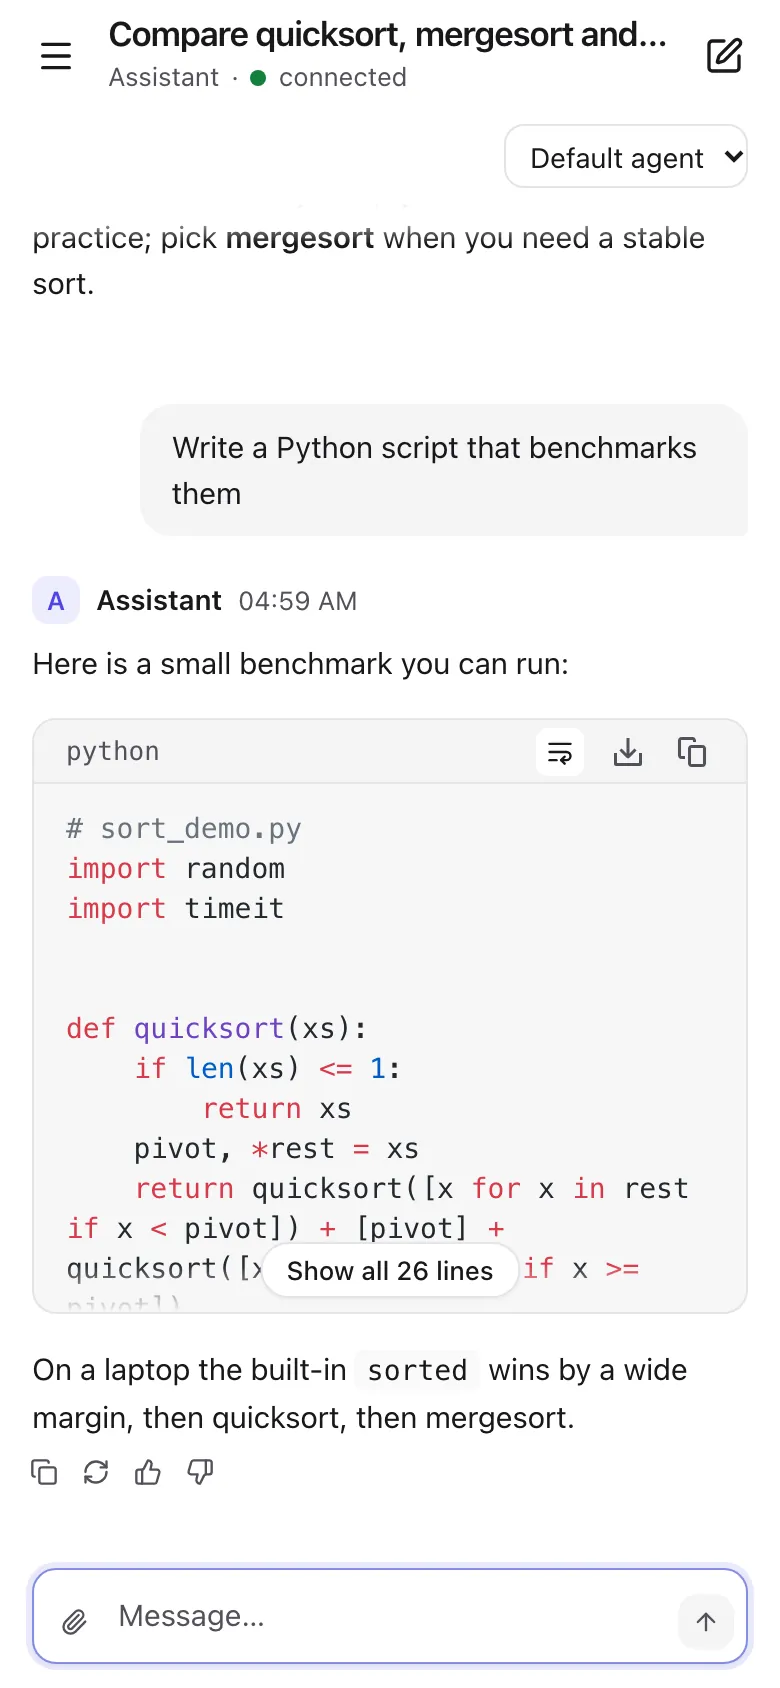 Compare quicksort, mergesort and...
Assistant · connected
Default agent
practice; pick mergesort when you need a stable
sort.
Write a Python script that benchmarks
them
A Assistant 04:59 AM
Here is a small benchmark you can run:
python
# sort_demo.py
import random
import timeit
def quicksort(xs):
    if len(xs) <= 1:
        return xs
    pivot, *rest = xs
    return quicksort([x for x in rest
if x < pivot]) + [pivot] +
quicksort([x Show all 26 lines if x >=
pivot])
On a laptop the built-in sorted wins by a wide
margin, then quicksort, then mergesort.
Message...